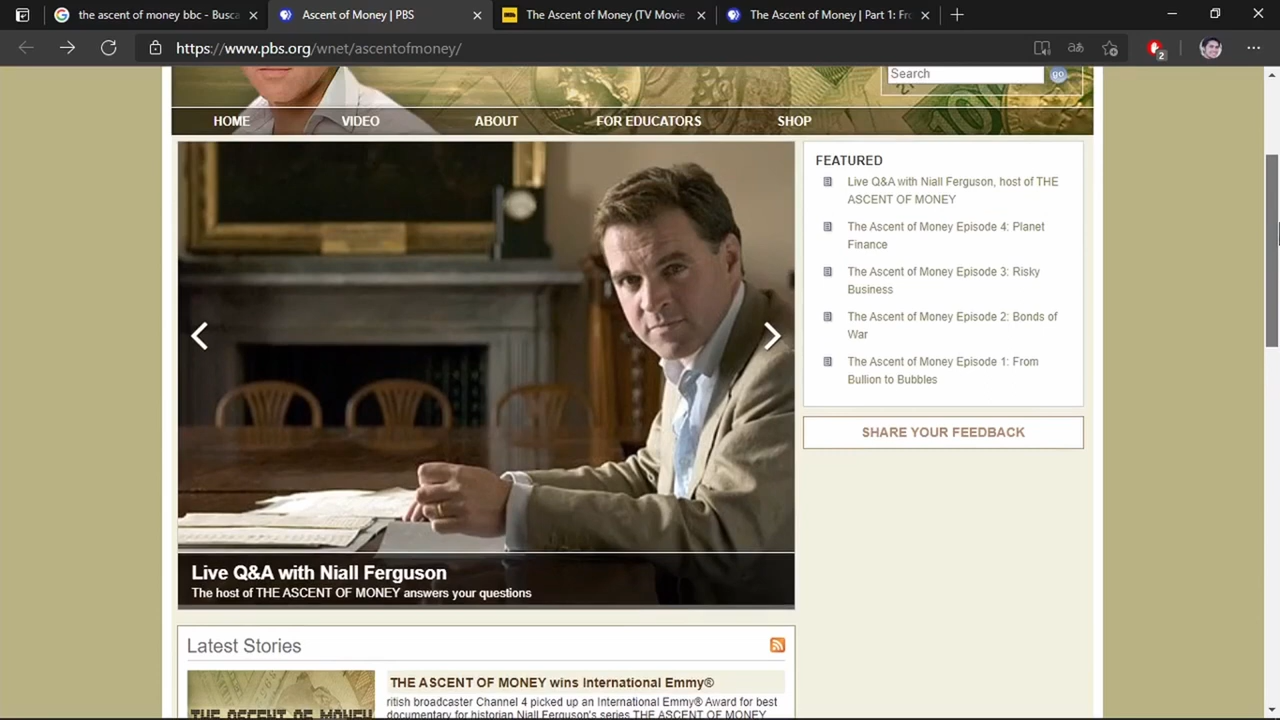 the ascent of money bbc - Busca
Ascent of Money | PBS
The Ascent of Money (TV Movie
The Ascent of Money | Part 1: Fr
https://www.pbs.org/wnet/ascentofmoney/
2
Search
go
HOME
VIDEO
ABOUT
FOR EDUCATORS
SHOP
FEATURED
Live Q&A with Niall Ferguson, host of THE
ASCENT OF MONEY
The Ascent of Money Episode 4: Planet
Finance
The Ascent of Money Episode 3: Risky
Business
The Ascent of Money Episode 2: Bonds of
War
The Ascent of Money Episode 1: From
Bullion to Bubbles
SHARE YOUR FEEDBACK
Live Q&A with Niall Ferguson
The host of THE ASCENT OF MONEY answers your questions
Latest Stories
THE ASCENT OF MONEY wins International Emmy®
ritish broadcaster Channel 4 picked up an International Emmy® Award for best
documentary for historian Niall Ferguson's series THE ASCENT OF MONEY
THE ASCENT OF MONEY